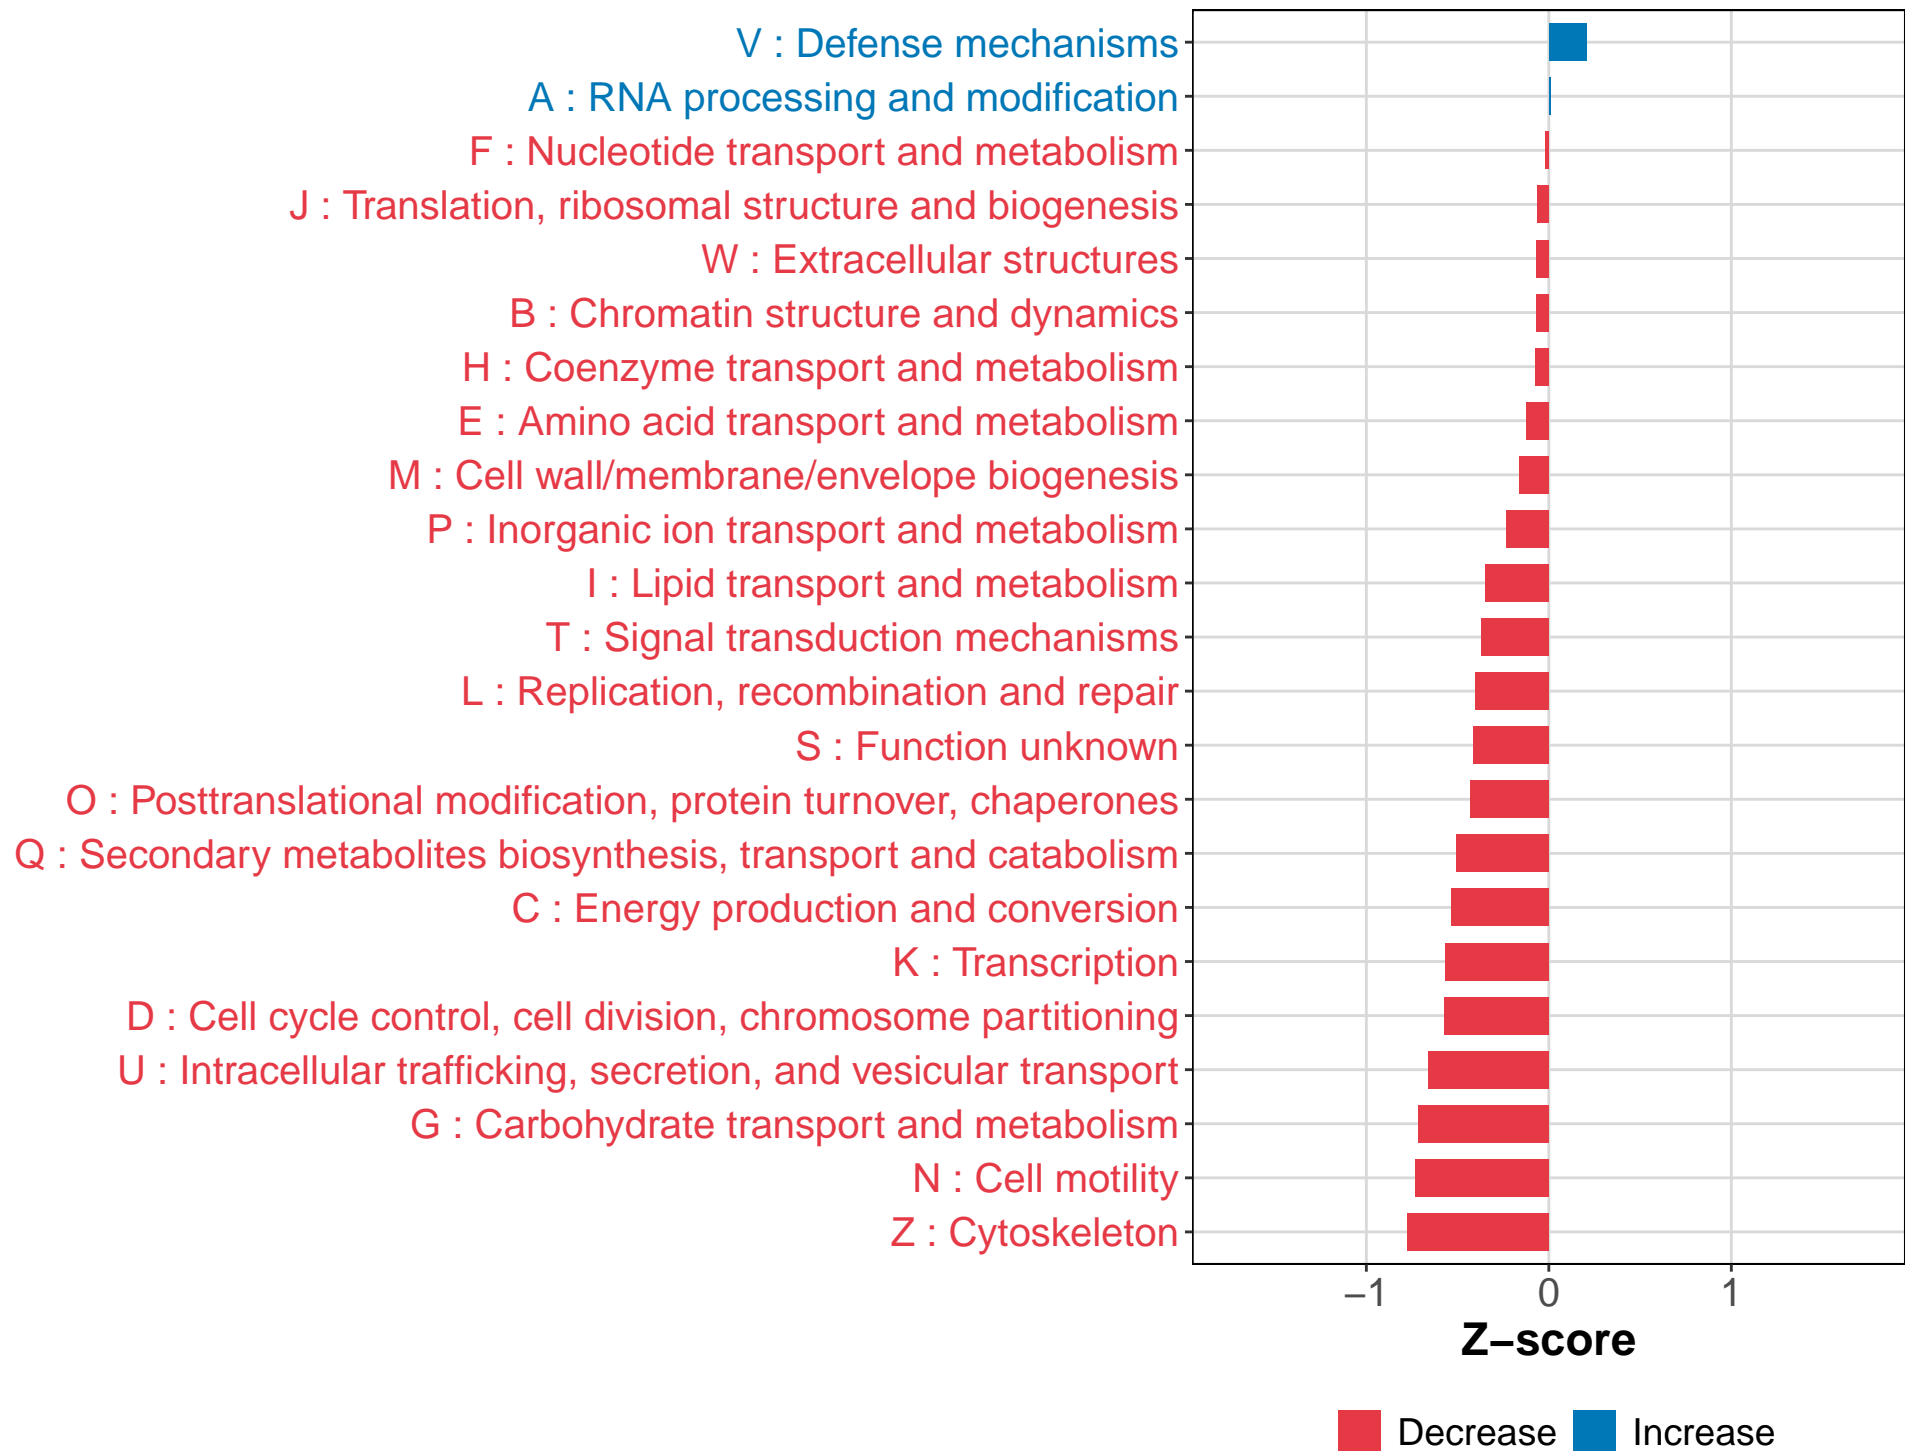 V : Defense mechanisms
A : RNA processing and modification
F : Nucleotide transport and metabolism
J : Translation, ribosomal structure and biogenesis
W : Extracellular structures
B : Chromatin structure and dynamics
H : Coenzyme transport and metabolism
E : Amino acid transport and metabolism
M : Cell wall/membrane/envelope biogenesis
P : Inorganic ion transport and metabolism
I : Lipid transport and metabolism
T : Signal transduction mechanisms
L : Replication, recombination and repair
S : Function unknown
O : Posttranslational modification, protein turnover, chaperones
Q : Secondary metabolites biosynthesis, transport and catabolism
C : Energy production and conversion
K : Transcription
D : Cell cycle control, cell division, chromosome partitioning
U : Intracellular trafficking, secretion, and vesicular transport
G : Carbohydrate transport and metabolism
N : Cell motility
Z : Cytoskeleton
−1 0 1
Z−score
Decrease Increase